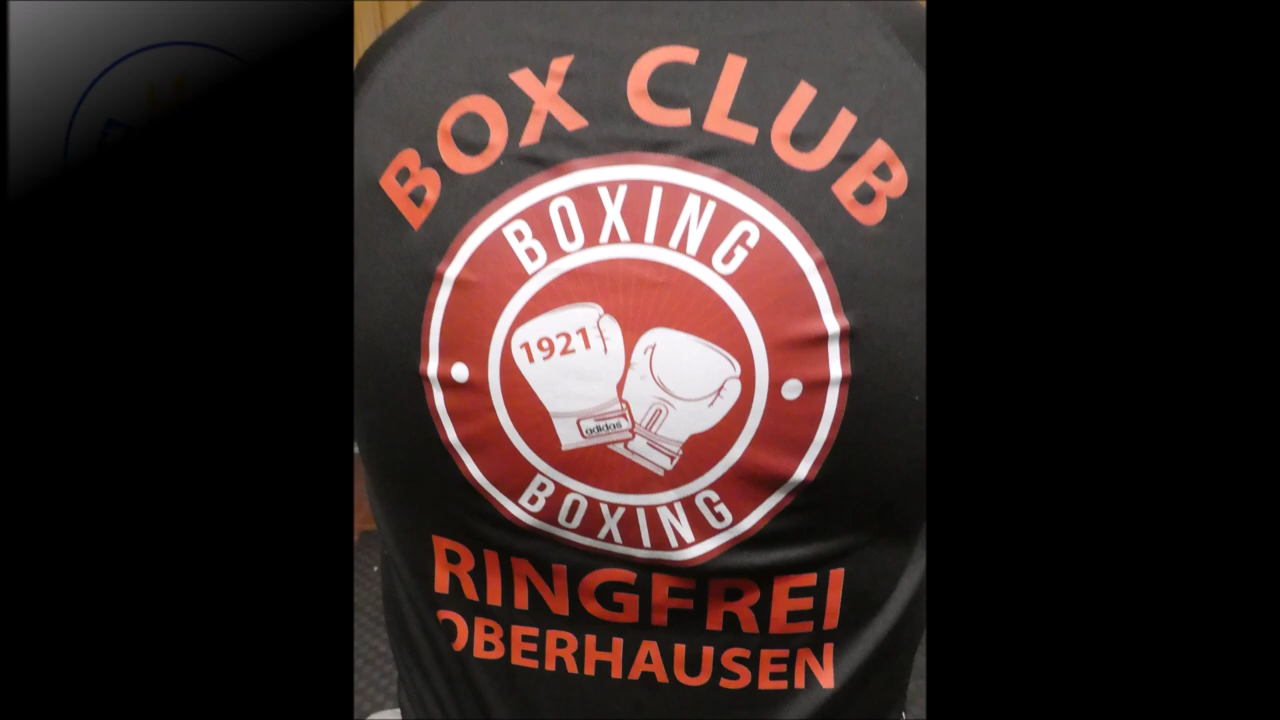 BOX CLUB
BOXING
1921
adidas
BOXING
RINGFREI
OBERHAUSEN